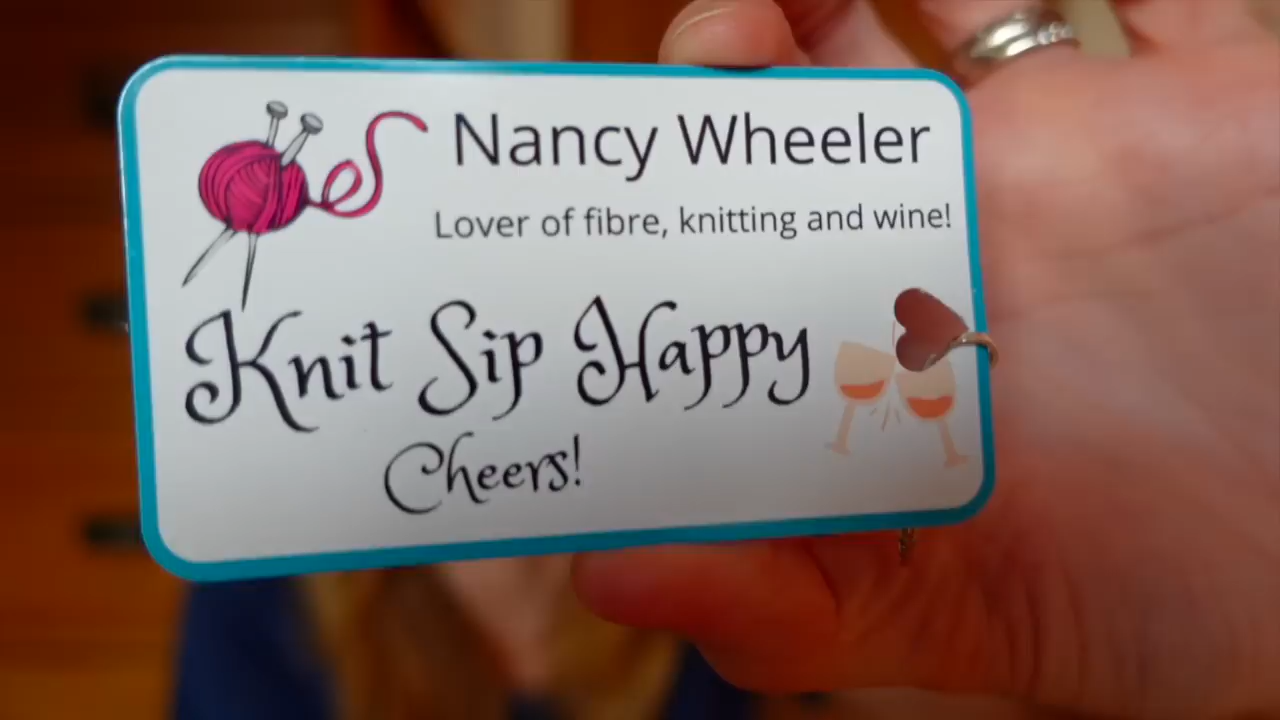 Nancy Wheeler
Lover of fibre, knitting and wine!
Knit Sip Happy
Cheers!